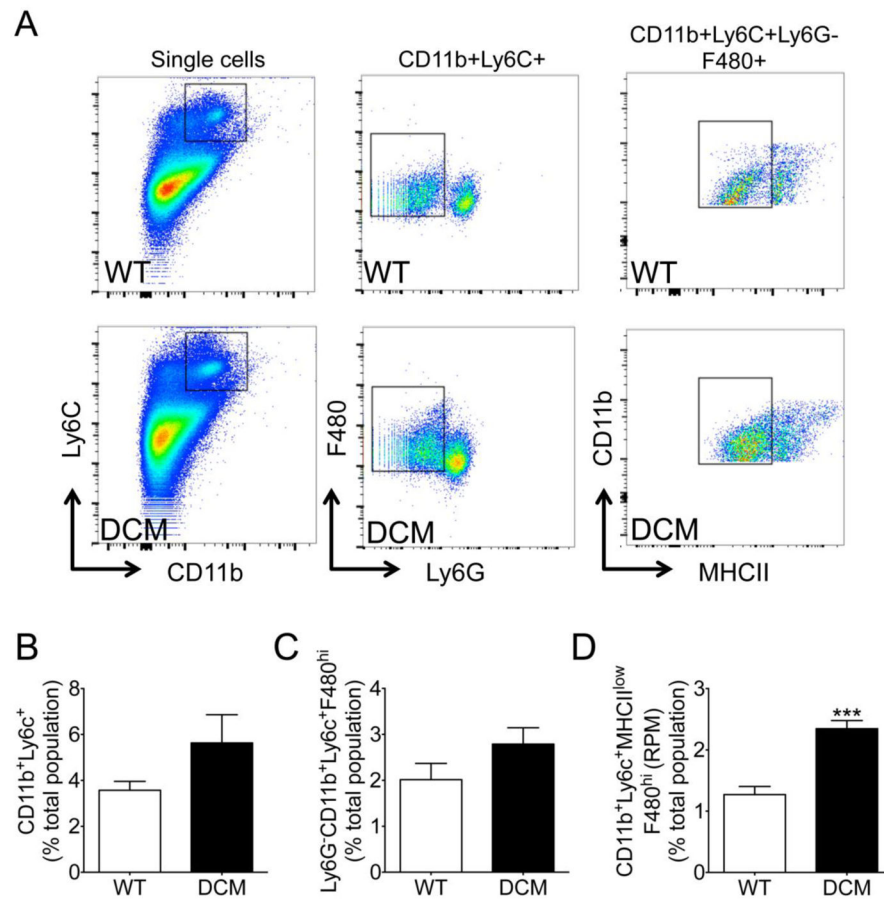 A
Single cells
CD11b+Ly6C+
CD11b+Ly6C+Ly6G-
F480+
WT
WT
WT
Ly6C
DCM
CD11b
F480
DCM
Ly6G
CD11b
DCM
MHCII
B
CD11b+Ly6c+
(% total population)
8
6
4
2
0
WT
DCM
C
Ly6G-CD11b+Ly6c+F480hi
(% total population)
4
3
2
1
0
WT
DCM
D
CD11b+Ly6c+MHCIIlow
F480hi (RPM)
(% total population)
3
2
1
0
***
WT
DCM